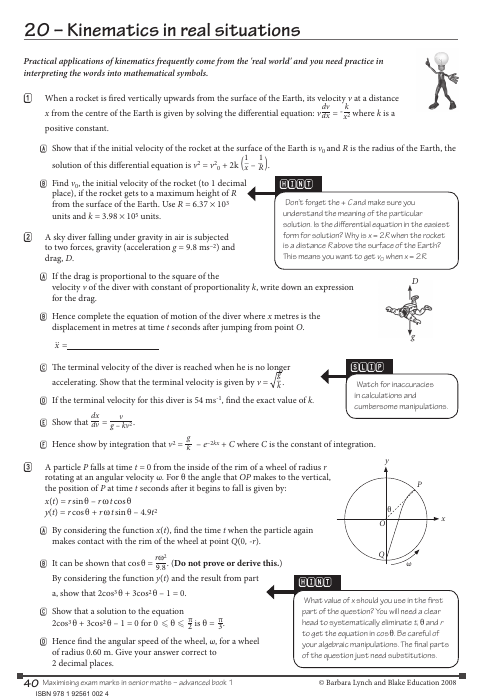 20 – Kinematics in real situations
Practical applications of kinematics frequently come from the 'real world' and you need practice in
interpreting the words into mathematical symbols.
1 When a rocket is fired vertically upwards from the surface of the Earth, its velocity v at a distance
x from the centre of the Earth is given by solving the differential equation: v dv/dx = -k/x² where k is a
positive constant.
A Show that if the initial velocity of the rocket at the surface of the Earth is v₀ and R is the radius of the Earth, the
solution of this differential equation is v² = v²₀ + 2k (1/x − 1/R).
B Find v₀, the initial velocity of the rocket (to 1 decimal
place), if the rocket gets to a maximum height of R
from the surface of the Earth. Use R = 6.37 × 10³
units and k = 3.98 × 10⁵ units.
HINT
Don't forget the + C and make sure you
understand the meaning of the particular
solution. Is the differential equation in the easiest
form for solution? Why is x = 2R when the rocket
is a distance R above the surface of the Earth?
This means you want to get v₀ when x = 2R.
2 A sky diver falling under gravity in air is subjected
to two forces, gravity (acceleration g = 9.8 ms⁻²) and
drag, D.
A If the drag is proportional to the square of the
velocity v of the diver with constant of proportionality k, write down an expression
for the drag.
B Hence complete the equation of motion of the diver where x metres is the
displacement in metres at time t seconds after jumping from point O.
ẍ =
D
g
C The terminal velocity of the diver is reached when he is no longer
accelerating. Show that the terminal velocity is given by v = √g/k.
D If the terminal velocity for this diver is 54 ms⁻¹, find the exact value of k.
E Show that dx/dv = v/(g – kv²).
F Hence show by integration that v² = g/k – e⁻²ᵏˣ + C where C is the constant of integration.
SLIP
Watch for inaccuracies
in calculations and
cumbersome manipulations.
3 A particle P falls at time t = 0 from the inside of the rim of a wheel of radius r
rotating at an angular velocity ω. For θ the angle that OP makes to the vertical,
the position of P at time t seconds after it begins to fall is given by:
x(t) = r sin θ – r ω t cos θ
y(t) = r cos θ + r ω t sin θ – 4.9t²
A By considering the function x(t), find the time t when the particle again
makes contact with the rim of the wheel at point Q(0, -r).
B It can be shown that cos θ = rω²/9.8. (Do not prove or derive this.)
By considering the function y(t) and the result from part
a, show that 2cos³ θ + 3cos² θ – 1 = 0.
C Show that a solution to the equation
2cos³ θ + 3cos² θ – 1 = 0 for 0 ⩽ θ ⩽ π/2 is θ = π/3.
D Hence find the angular speed of the wheel, ω, for a wheel
of radius 0.60 m. Give your answer correct to
2 decimal places.
y
P
θ
O
x
Q
ω
HINT
What value of x should you use in the first
part of the question? You will need a clear
head to systematically eliminate t, θ and r
to get the equation in cos θ. Be careful of
your algebraic manipulations. The final parts
of the question just need substitutions.
40 Maximising exam marks in senior maths – advanced book 1
© Barbara Lynch and Blake Education 2008
ISBN 978 1 92561 002 4